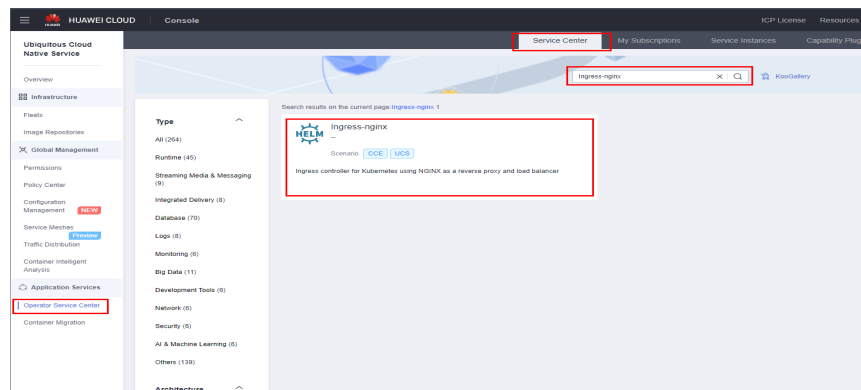 HUAWEI CLOUD
Console
ICP License
Resources
Ubiquitous Cloud
Native Service
Service Center
My Subscriptions
Service Instances
Capability Plug
Ingress-nginx
KooGallery
Overview
Infrastructure
Fleets
Image Repositories
Global Management
Permissions
Policy Center
Configuration
Management NEW
Service Meshes
Preview
Traffic Distribution
Container Intelligent
Analysis
Application Services
Operator Service Center
Container Migration
Type
All (264)
Runtime (45)
Streaming Media & Messaging
(9)
Integrated Delivery (8)
Database (70)
Logs (8)
Monitoring (6)
Big Data (11)
Development Tools (6)
Network (6)
Security (6)
AI & Machine Learning (6)
Others (139)
Architecture
Search results on the current page:Ingress-nginx 1
HELM
Ingress-nginx
--
Scenario CCE UCS
Ingress controller for Kubernetes using NGINX as a reverse proxy and load balancer